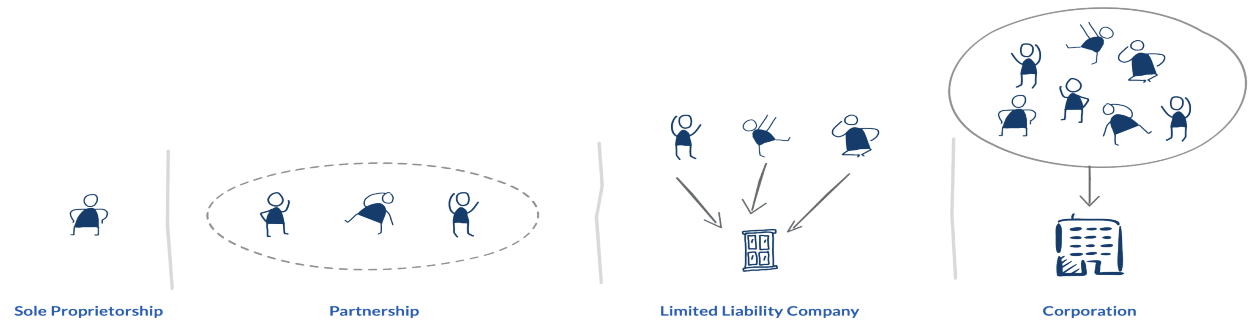 Sole Proprietorship
Partnership
Limited Liability Company
Corporation